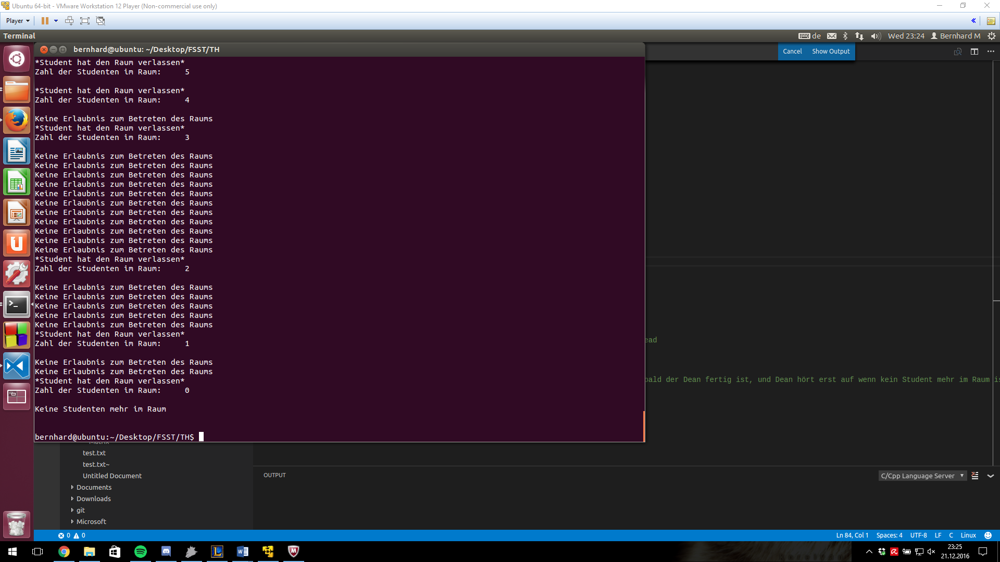 Ubuntu 64-bit - VMware Workstation 12 Player (Non-commercial use only)
Player
Terminal
de
Wed 23:24
Bernhard M
bernhard@ubuntu: ~/Desktop/FSST/TH
Cancel
Show Output
*Student hat den Raum verlassen*
Zahl der Studenten im Raum: 5
*Student hat den Raum verlassen*
Zahl der Studenten im Raum: 4
Keine Erlaubnis zum Betreten des Raums
*Student hat den Raum verlassen*
Zahl der Studenten im Raum: 3
Keine Erlaubnis zum Betreten des Raums
Keine Erlaubnis zum Betreten des Raums
Keine Erlaubnis zum Betreten des Raums
Keine Erlaubnis zum Betreten des Raums
Keine Erlaubnis zum Betreten des Raums
Keine Erlaubnis zum Betreten des Raums
Keine Erlaubnis zum Betreten des Raums
Keine Erlaubnis zum Betreten des Raums
Keine Erlaubnis zum Betreten des Raums
Keine Erlaubnis zum Betreten des Raums
Keine Erlaubnis zum Betreten des Raums
*Student hat den Raum verlassen*
Zahl der Studenten im Raum: 2
Keine Erlaubnis zum Betreten des Raums
Keine Erlaubnis zum Betreten des Raums
Keine Erlaubnis zum Betreten des Raums
Keine Erlaubnis zum Betreten des Raums
Keine Erlaubnis zum Betreten des Raums
*Student hat den Raum verlassen*
Zahl der Studenten im Raum: 1
Keine Erlaubnis zum Betreten des Raums
Keine Erlaubnis zum Betreten des Raums
*Student hat den Raum verlassen*
Zahl der Studenten im Raum: 0
Keine Studenten mehr im Raum
bernhard@ubuntu:~/Desktop/FSST/TH$
ead
bald der Dean fertig ist, und Dean hört erst auf wenn kein Student mehr im Raum is
test.txt
test.txt~
Untitled Document
Documents
Downloads
git
Microsoft
OUTPUT
C/Cpp Language Server
0 0
Ln 84, Col 1
Spaces: 4
UTF-8
LF
C
Linux
23:25
21.12.2016